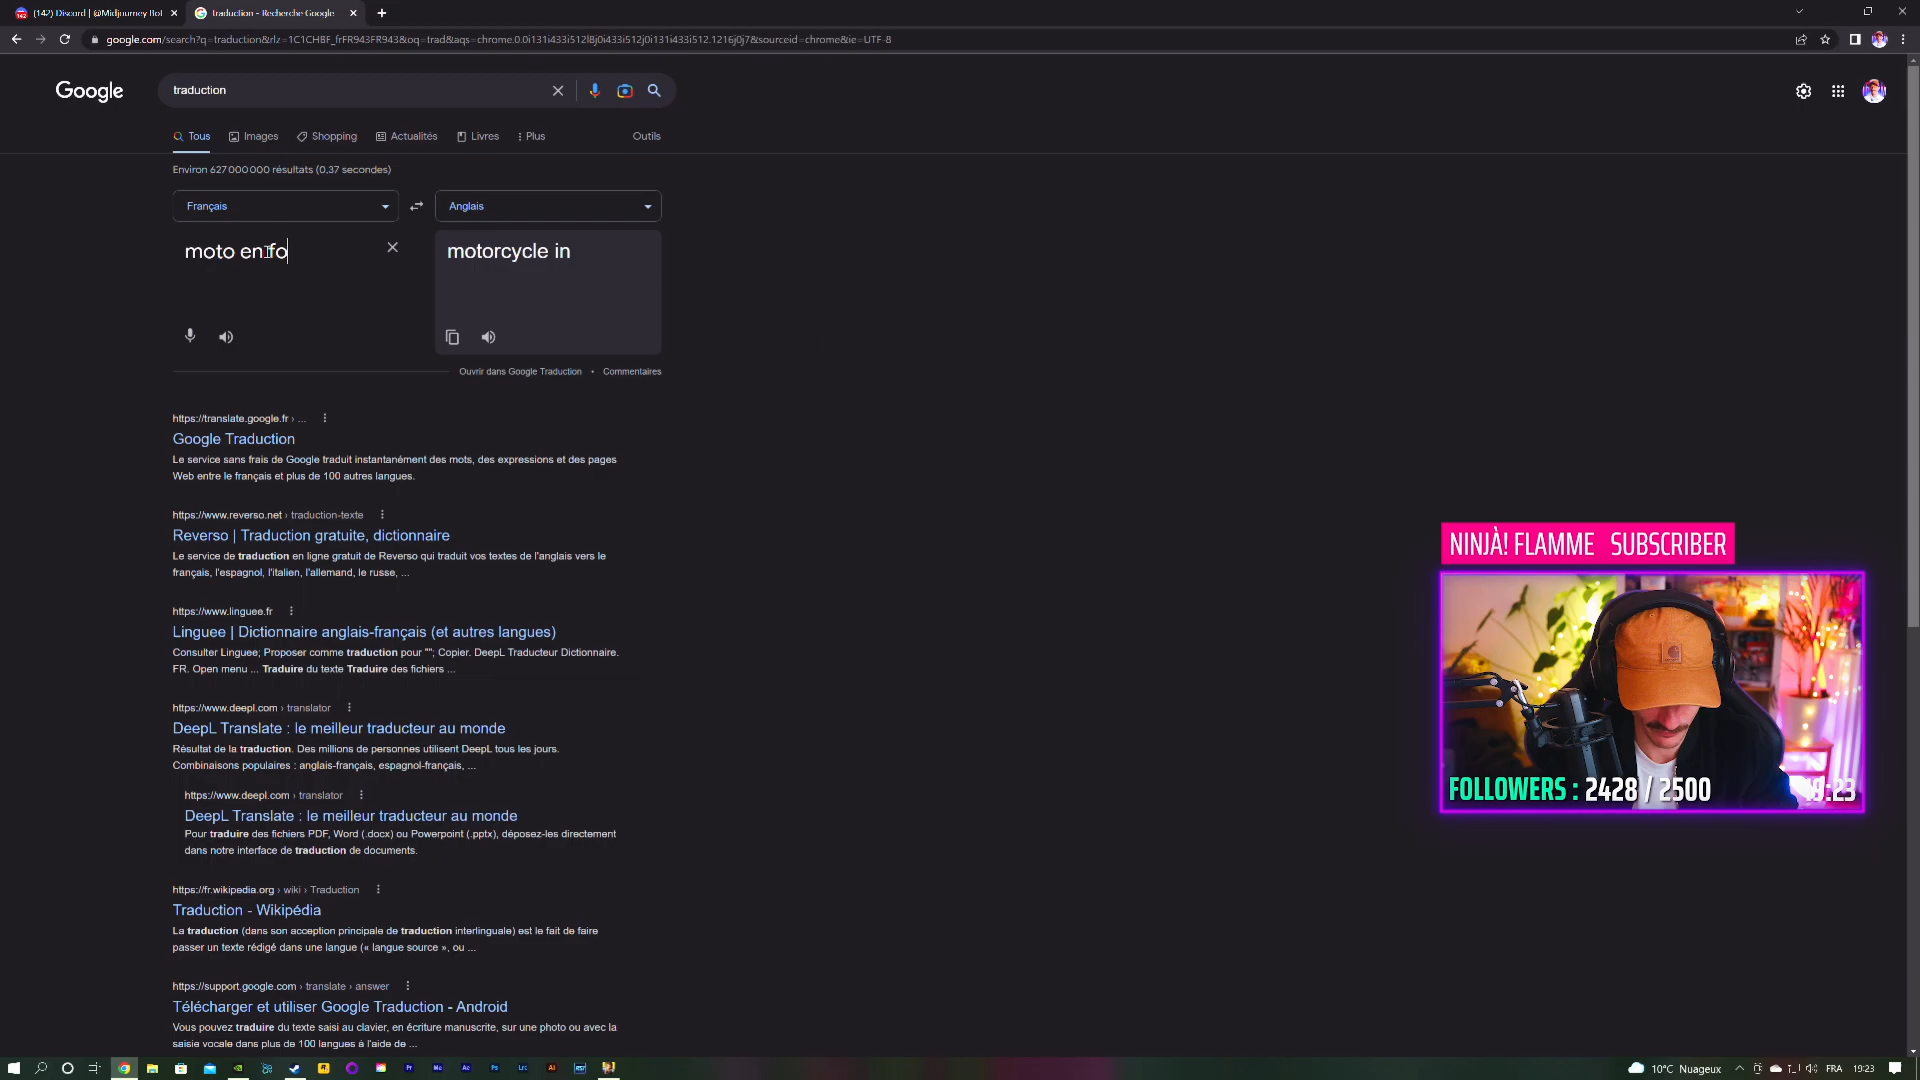 (142) Discord | @Midjourney Bot
traduction - Recherche Google
google.com/search?q=traduction&rlz=1C1CHBF_frFR943FR943&oq=trad&aqs=chrome.0.0i131i433i512l8j0i433i512j0i131i433i512.1216j0j7&sourceid=chrome&ie=UTF-8
Google
traduction
Tous
Images
Shopping
Actualités
Livres
Plus
Outils
Environ 627 000 000 résultats (0,37 secondes)
Français
Anglais
moto en fo
motorcycle in
Ouvrir dans Google Traduction • Commentaires
https://translate.google.fr › ...
Google Traduction
Le service sans frais de Google traduit instantanément des mots, des expressions et des pages
Web entre le français et plus de 100 autres langues.
https://www.reverso.net › traduction-texte
Reverso | Traduction gratuite, dictionnaire
Le service de traduction en ligne gratuit de Reverso qui traduit vos textes de l'anglais vers le
français, l'espagnol, l'italien, l'allemand, le russe, ...
https://www.linguee.fr
Linguee | Dictionnaire anglais-français (et autres langues)
Consulter Linguee; Proposer comme traduction pour ""; Copier. DeepL Traducteur Dictionnaire.
FR. Open menu ... Traduire du texte Traduire des fichiers ...
https://www.deepl.com › translator
DeepL Translate : le meilleur traducteur au monde
Résultat de la traduction. Des millions de personnes utilisent DeepL tous les jours.
Combinaisons populaires : anglais-français, espagnol-français, ...
https://www.deepl.com › translator
DeepL Translate : le meilleur traducteur au monde
Pour traduire des fichiers PDF, Word (.docx) ou Powerpoint (.pptx), déposez-les directement
dans notre interface de traduction de documents.
https://fr.wikipedia.org › wiki › Traduction
Traduction - Wikipédia
La traduction (dans son acception principale de traduction interlinguale) est le fait de faire
passer un texte rédigé dans une langue (« langue source », ou ...
https://support.google.com › translate › answer
Télécharger et utiliser Google Traduction - Android
Vous pouvez traduire du texte saisi au clavier, en écriture manuscrite, sur une photo ou avec la
saisie vocale dans plus de 100 langues à l'aide de ...
NINJÀ! FLAMME SUBSCRIBER
FOLLOWERS : 2428 / 2500
19:23
10°C Nuageux
FRA
19:23